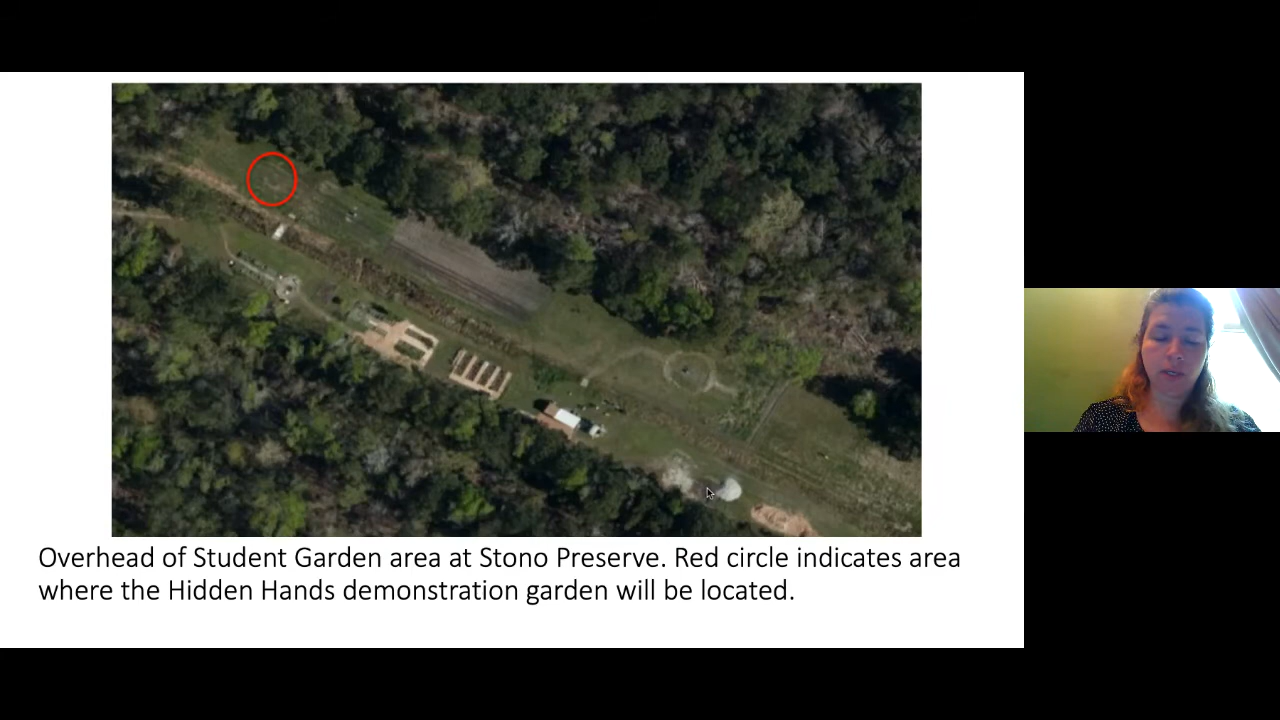 Overhead of Student Garden area at Stono Preserve. Red circle indicates area
where the Hidden Hands demonstration garden will be located.